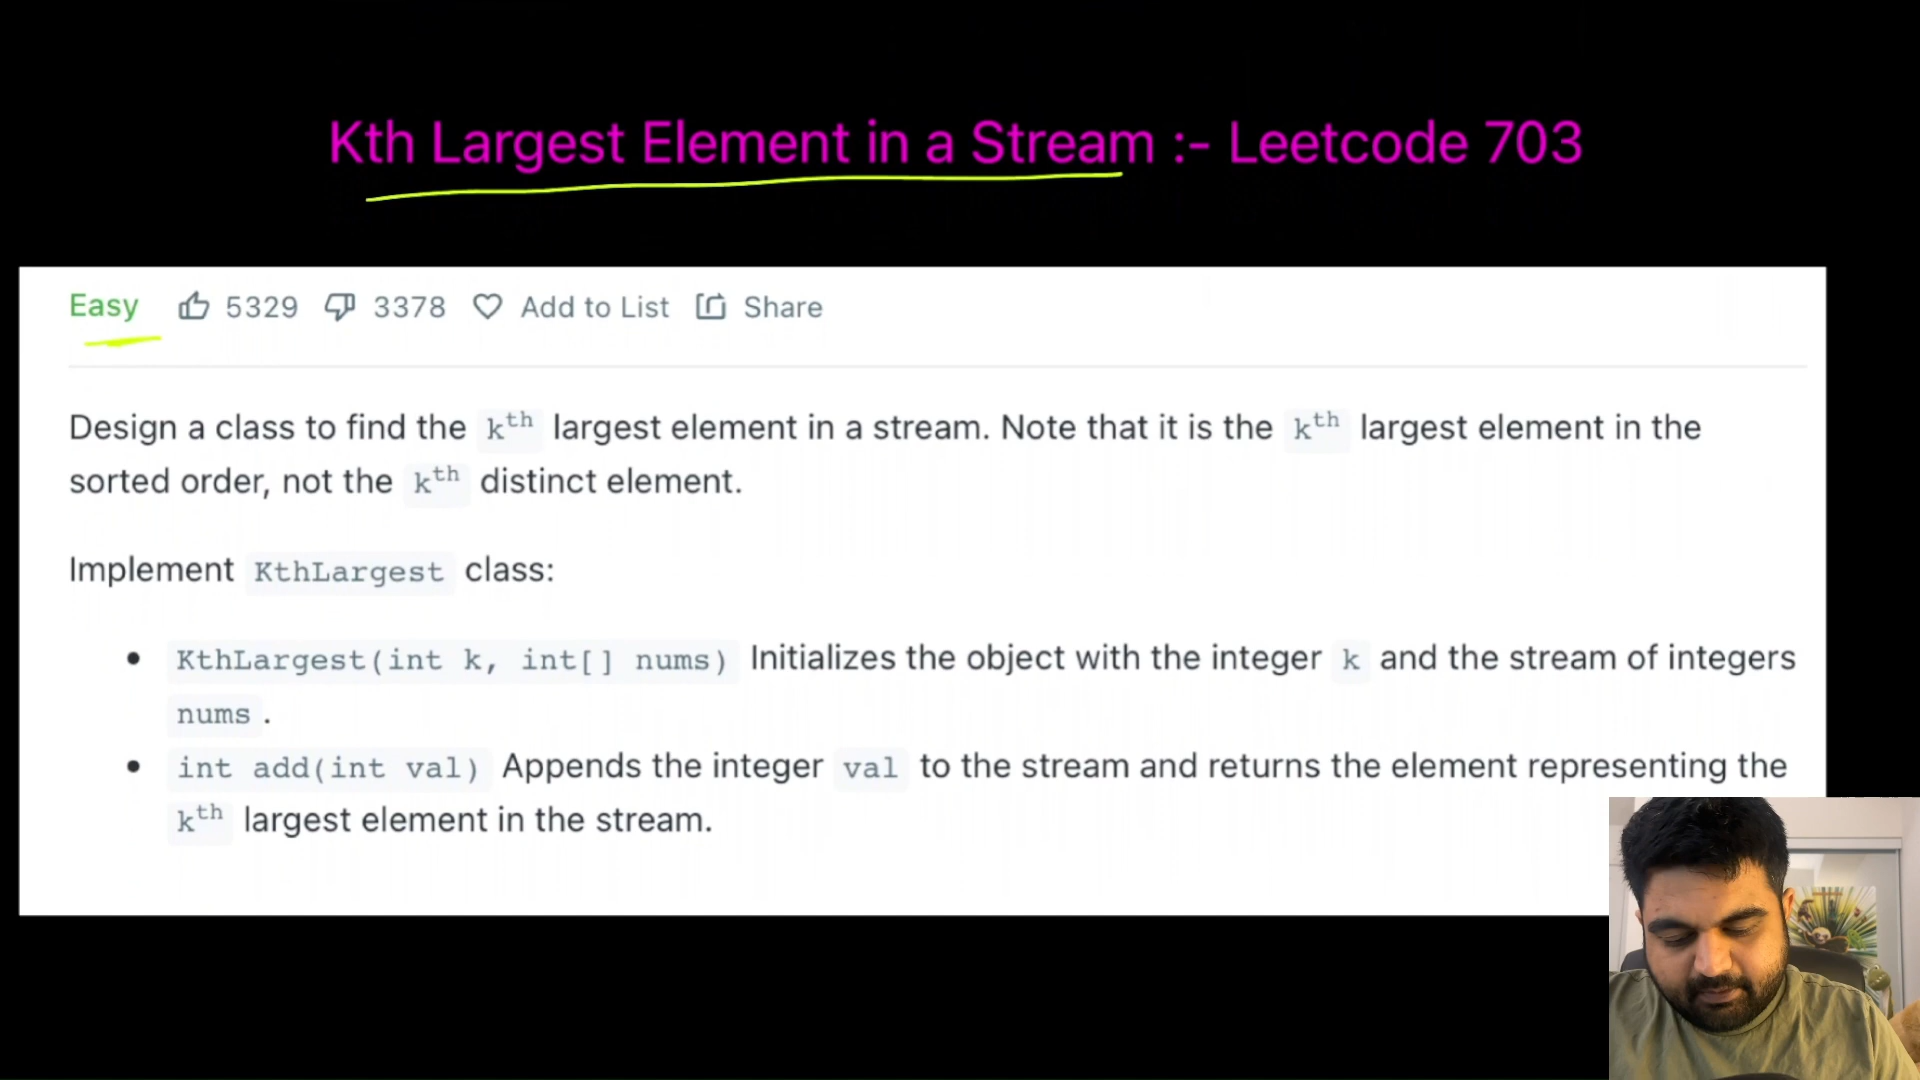 Kth Largest Element in a Stream :- Leetcode 703
Easy 5329 3378 Add to List Share
Design a class to find the kth largest element in a stream. Note that it is the kth largest element in the
sorted order, not the kth distinct element.
Implement KthLargest class:
• KthLargest(int k, int[] nums) Initializes the object with the integer k and the stream of integers
nums .
• int add(int val) Appends the integer val to the stream and returns the element representing the
kth largest element in the stream.